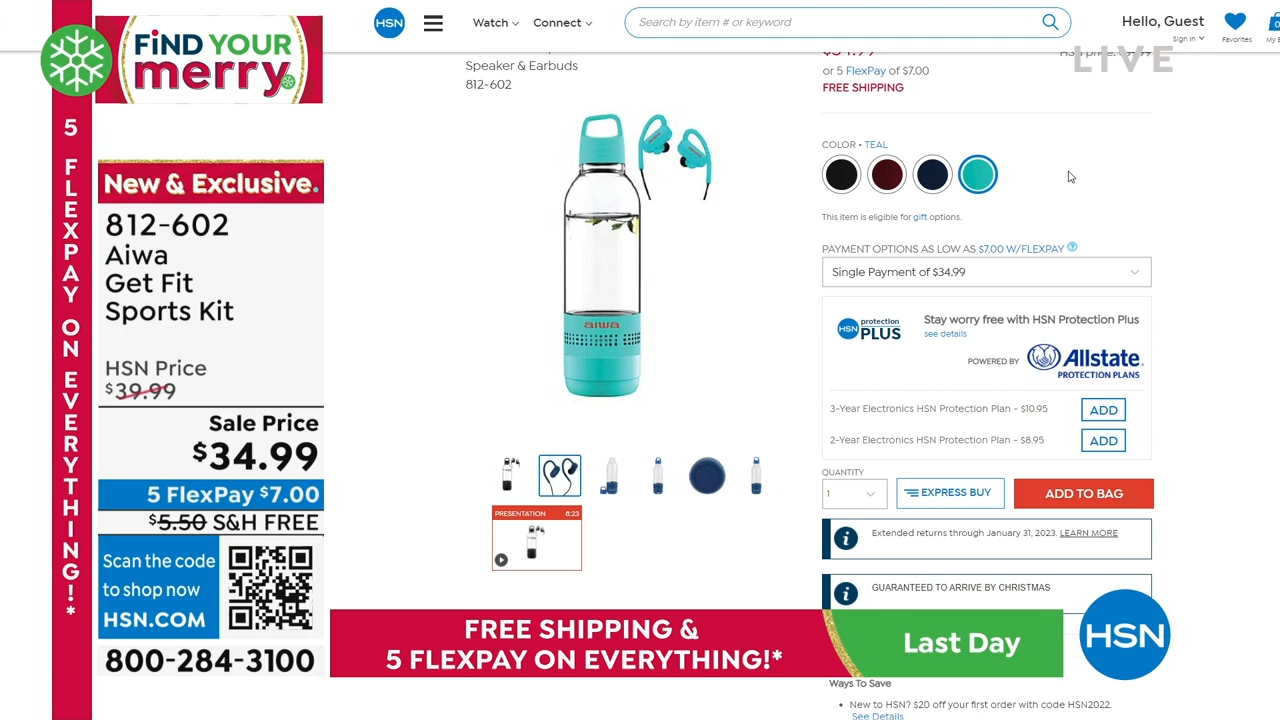 FiND YOUR
merry.
5 FLEXPAY ON EVERYTHING!*
New & Exclusive.
812-602
Aiwa
Get Fit
Sports Kit
HSN Price
$39.99
Sale Price
$34.99
5 FlexPay $7.00
$5.50 S&H FREE
Scan the code
to shop now
HSN.COM
800-284-3100
HSN
Watch
Connect
Search by item # or keyword
Hello, Guest
Sign In
Favorites
LIVE
Speaker & Earbuds
812-602
$34.99
HSN price: $39.99
or 5 FlexPay of $7.00
FREE SHIPPING
COLOR • TEAL
aiwa
This item is eligible for gift options.
PAYMENT OPTIONS AS LOW AS $7.00 W/FLEXPAY ?
Single Payment of $34.99
HSN protection PLUS
Stay worry free with HSN Protection Plus
see details
POWERED BY Allstate.
PROTECTION PLANS
3-Year Electronics HSN Protection Plan - $10.95 ADD
2-Year Electronics HSN Protection Plan - $8.95 ADD
QUANTITY
1
EXPRESS BUY
ADD TO BAG
PRESENTATION 8:23
Extended returns through January 31, 2023. LEARN MORE
GUARANTEED TO ARRIVE BY CHRISTMAS
FREE SHIPPING &
5 FLEXPAY ON EVERYTHING!*
Last Day
HSN
Ways To Save
• New to HSN? $20 off your first order with code HSN2022.
See Details